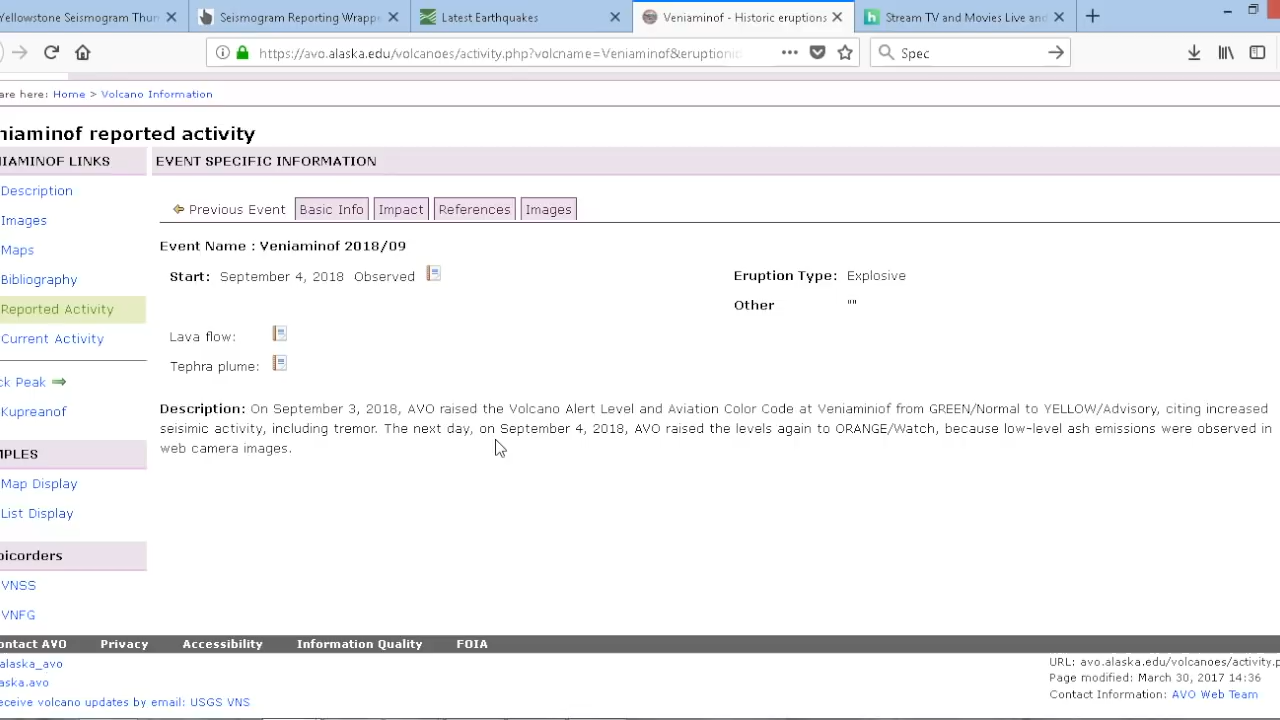 Yellowstone Seismogram Thun
Seismogram Reporting Wrapp
Latest Earthquakes
Veniaminof - Historic eruptions
Stream TV and Movies Live and
https://avo.alaska.edu/volcanoes/activity.php?volcname=Veniaminof&eruptionid
Spec
are here: Home > Volcano Information
niaminof reported activity
NIAMINOF LINKS
EVENT SPECIFIC INFORMATION
Description
Images
Maps
Bibliography
Reported Activity
Current Activity
ck Peak
Kupreanof
MPLES
Map Display
List Display
bicorders
VNSS
VNFG
Previous Event Basic Info Impact References Images
Event Name : Veniaminof 2018/09
Start: September 4, 2018 Observed
Eruption Type: Explosive
Other ""
Lava flow:
Tephra plume:
Description: On September 3, 2018, AVO raised the Volcano Alert Level and Aviation Color Code at Veniaminiof from GREEN/Normal to YELLOW/Advisory, citing increased
seisimic activity, including tremor. The next day, on September 4, 2018, AVO raised the levels again to ORANGE/Watch, because low-level ash emissions were observed in
web camera images.
ontact AVO Privacy Accessibility Information Quality FOIA
alaska_avo
aska.avo
eceive volcano updates by email: USGS VNS
URL: avo.alaska.edu/volcanoes/activity.p
Page modified: March 30, 2017 14:36
Contact Information: AVO Web Team